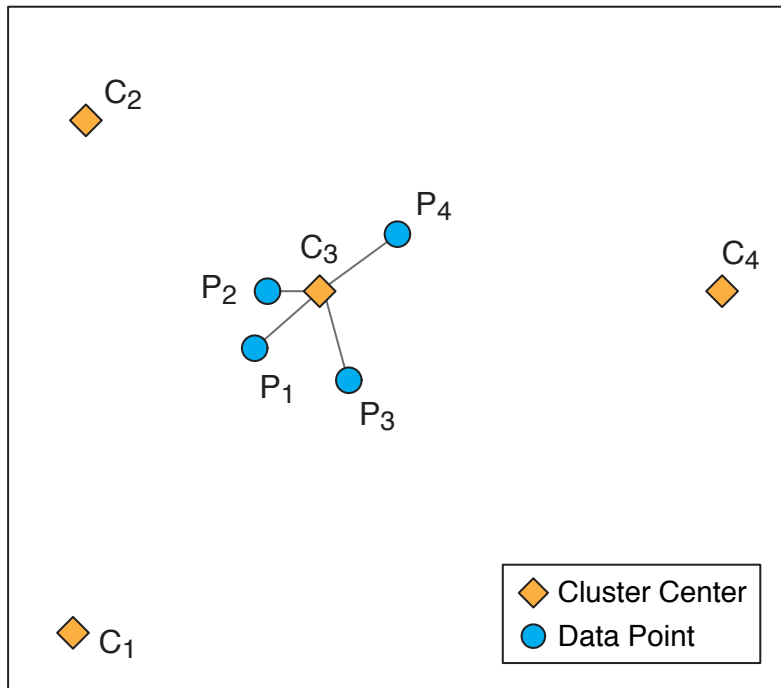 C2
P4
C3
C4
P2
P1
P3
C1
Cluster Center
Data Point